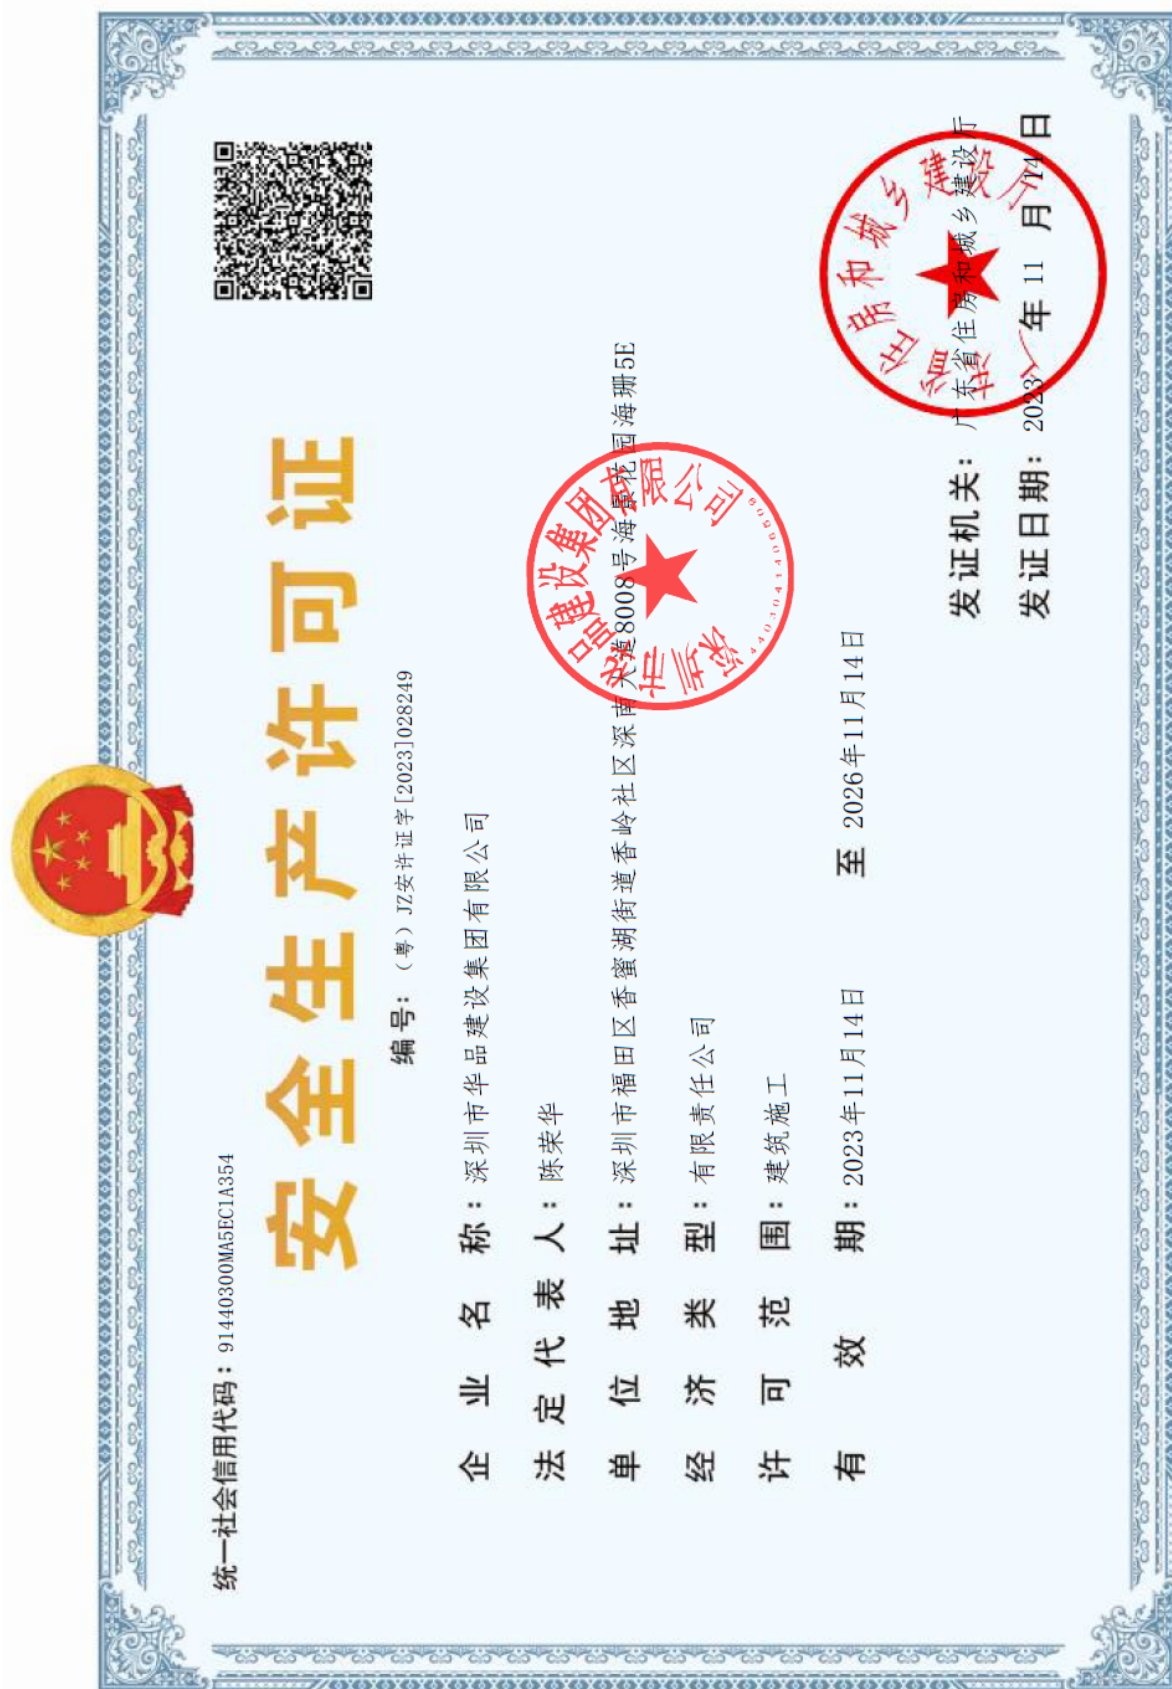 统一社会信用代码：91440300MA5EC1A354
安全生产许可证
编号：（粤）JZ安许证字[2023]028249
企业名称：深圳市华品建设集团有限公司
法定代表人：陈荣华
单位地址：深圳市福田区香蜜湖街道香岭社区深南大道8008号海景花园海珊5E
经济类型：有限责任公司
许可范围：建筑施工
有效期：2023年11月14日 至 2026年11月14日
深圳市华品建设集团有限公司
发证机关：广东省住房和城乡建设厅
发证日期：2023年11月14日
省住房和城乡建设厅